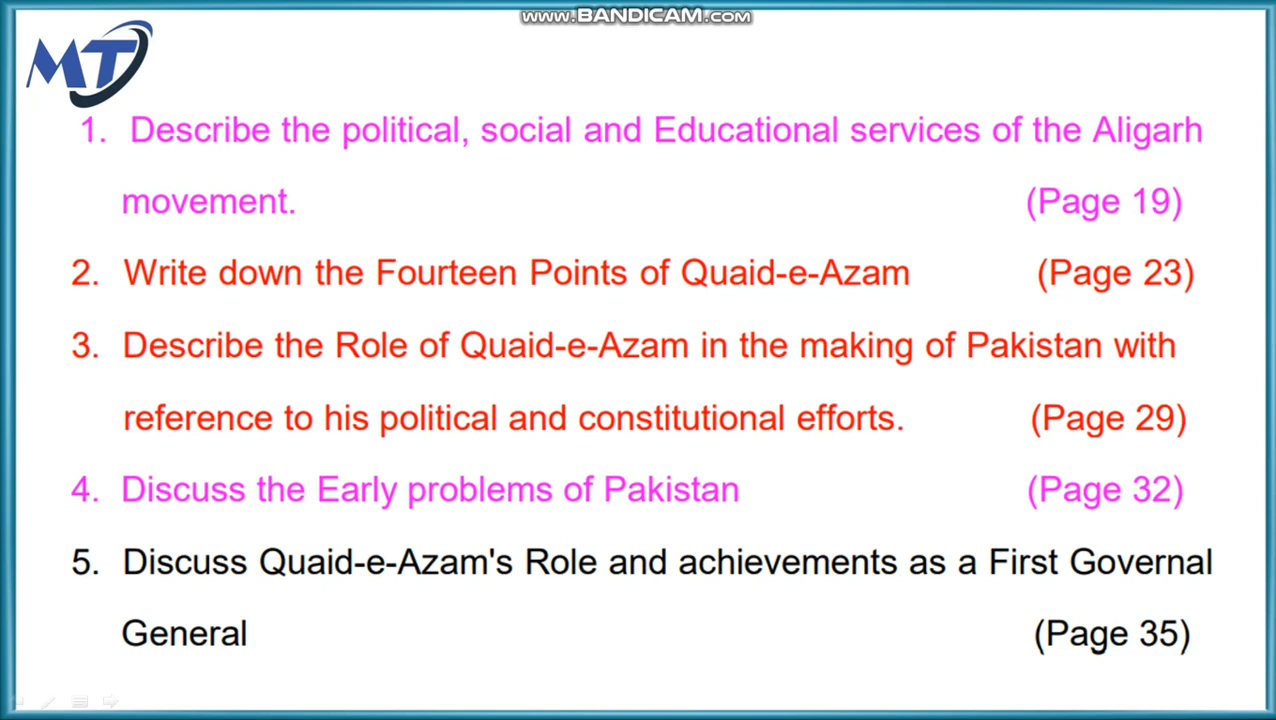 www.BANDICAM.com
MT
1. Describe the political, social and Educational services of the Aligarh
movement. (Page 19)
2. Write down the Fourteen Points of Quaid-e-Azam (Page 23)
3. Describe the Role of Quaid-e-Azam in the making of Pakistan with
reference to his political and constitutional efforts. (Page 29)
4. Discuss the Early problems of Pakistan (Page 32)
5. Discuss Quaid-e-Azam's Role and achievements as a First Governal
General (Page 35)